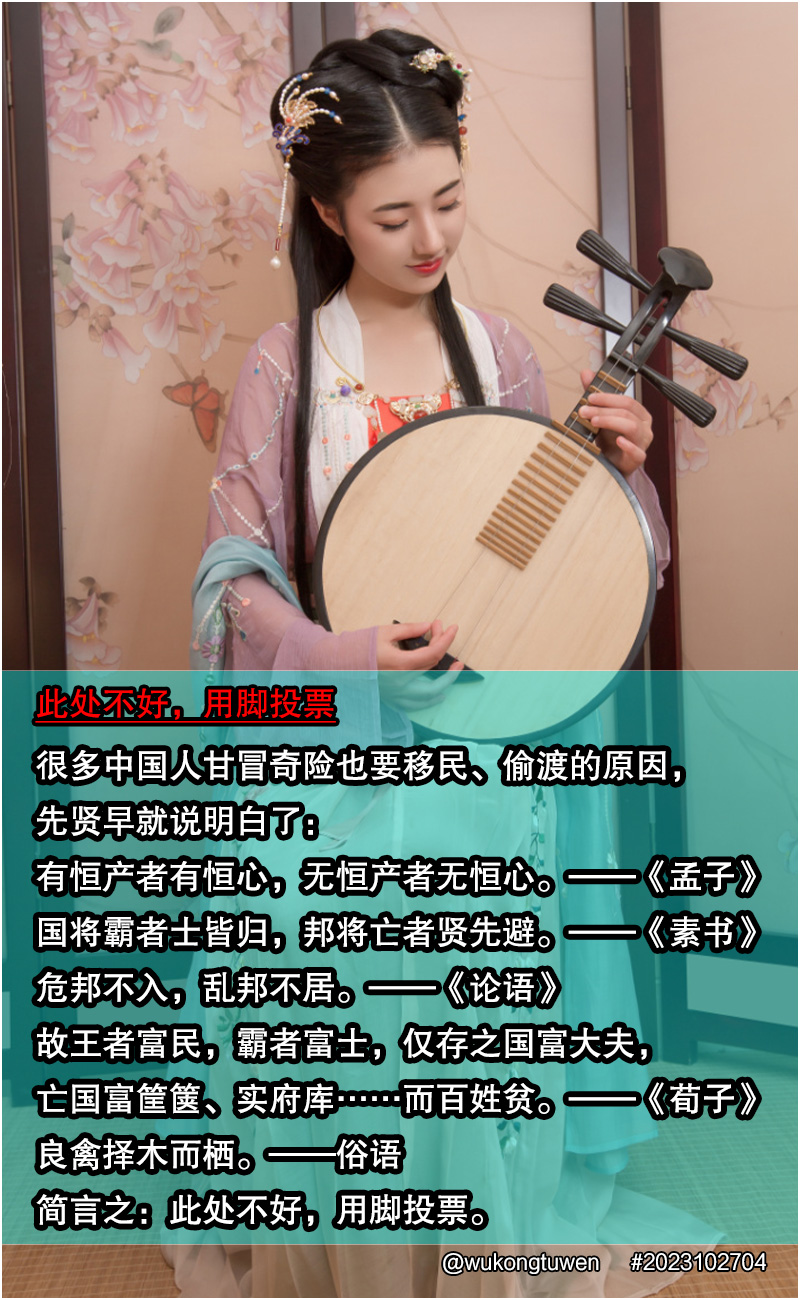 此处不好，用脚投票
很多中国人甘冒奇险也要移民、偷渡的原因，
先贤早就说明白了：
有恒产者有恒心，无恒产者无恒心。——《孟子》
国将霸者士皆归，邦将亡者贤先避。——《素书》
危邦不入，乱邦不居。——《论语》
故王者富民，霸者富士，仅存之国富大夫，
亡国富筐箧、实府库……而百姓贫。——《荀子》
良禽择木而栖。——俗语
简言之：此处不好，用脚投票。
@wukongtuwen #2023102704